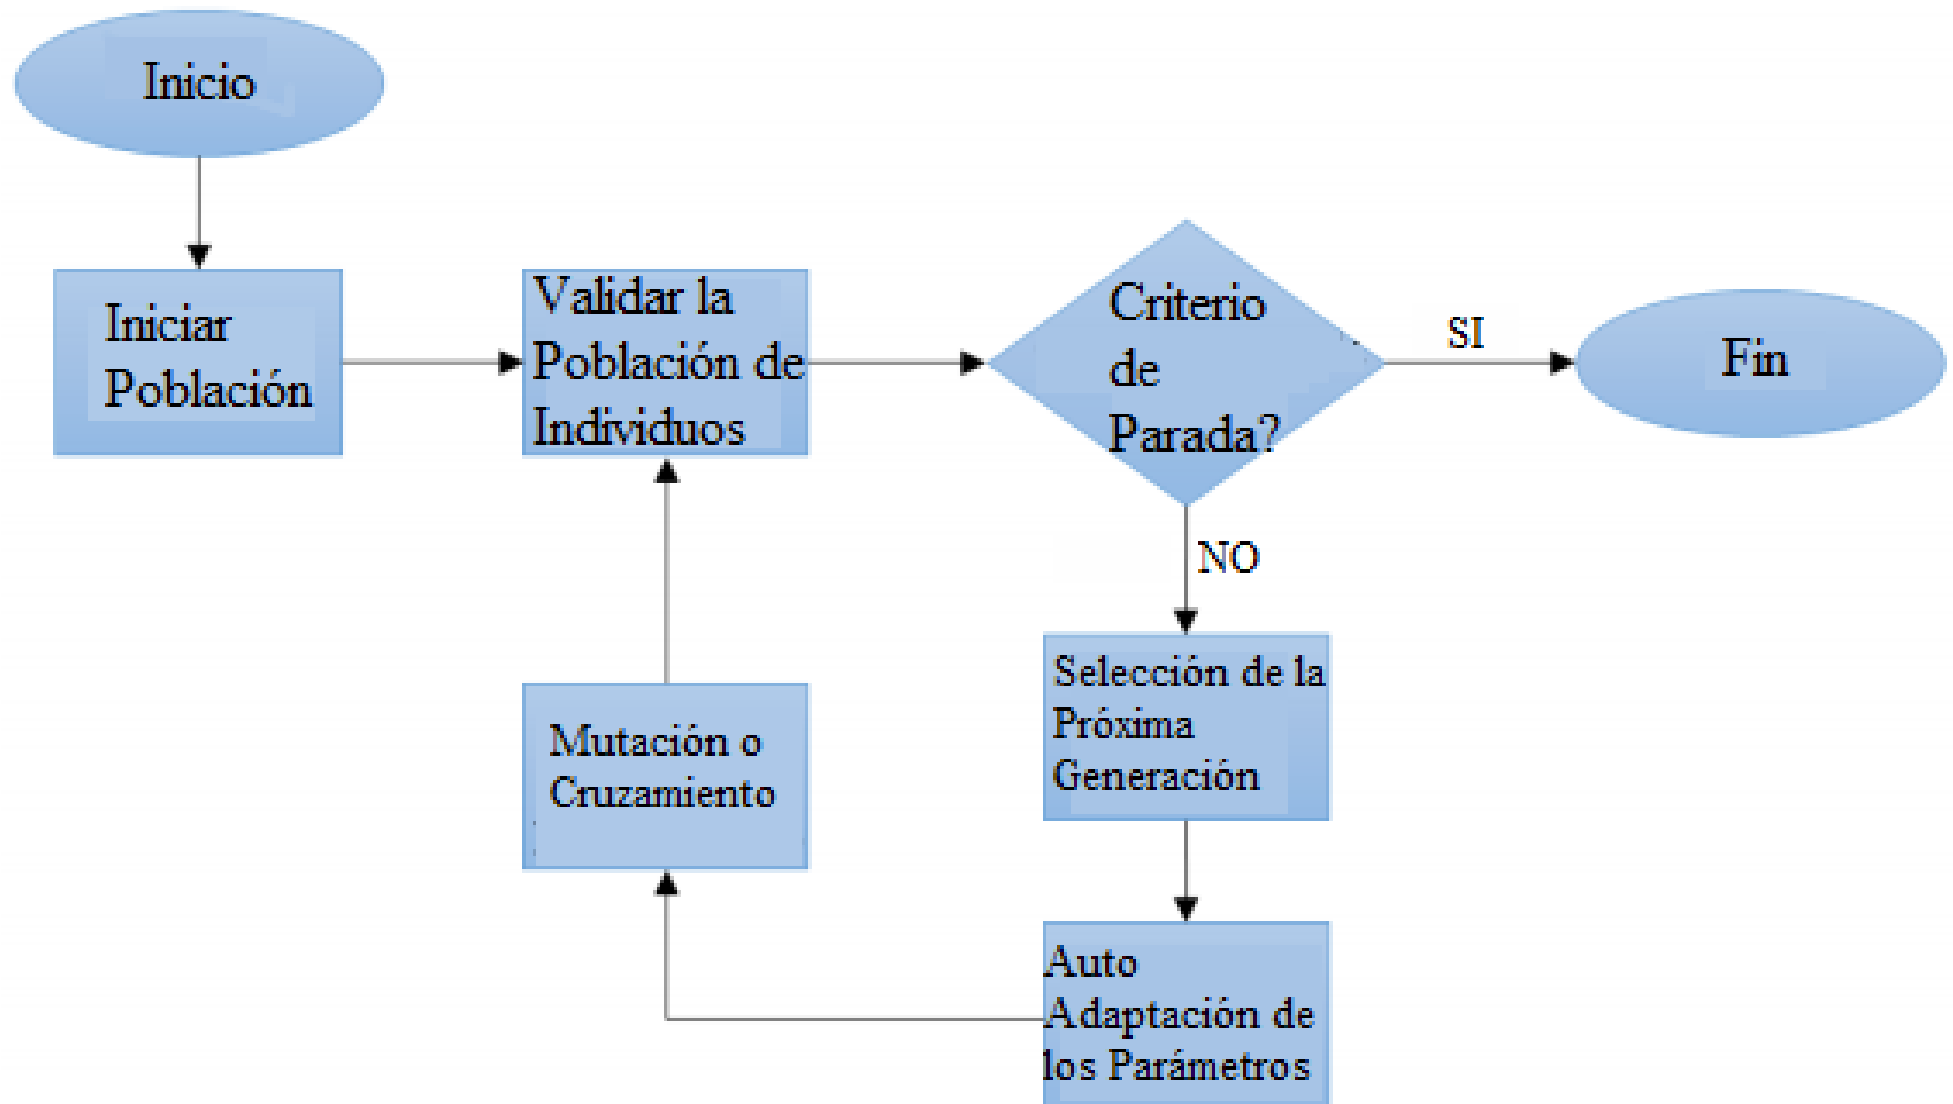 Inicio
Iniciar
Población
Validar la
Población de
Individuos
Criterio
de
Parada?
SI
Fin
NO
Selección de la
Próxima
Generación
Auto
Adaptación de
los Parámetros
Mutación o
Cruzamiento